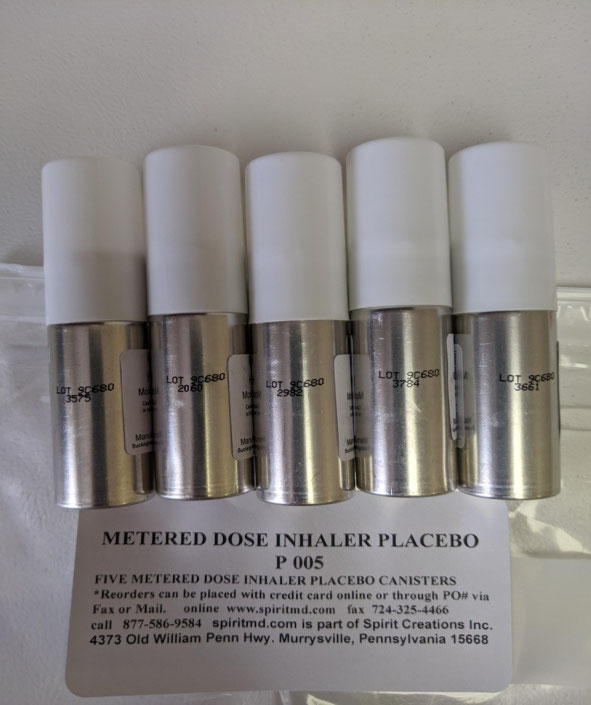 LOT 9C680
3575
LOT 9C680
2060
LOT 9C680
2982
LOT 9C680
3784
LOT 9C680
3661
METERED DOSE INHALER PLACEBO
P 005
FIVE METERED DOSE INHALER PLACEBO CANISTERS
*Reorders can be placed with credit card online or through PO# via
Fax or Mail. online www.spiritmd.com fax 724-325-4466
call 877-586-9584 spiritmd.com is part of Spirit Creations Inc.
4373 Old William Penn Hwy. Murrysville, Pennsylvania 15668